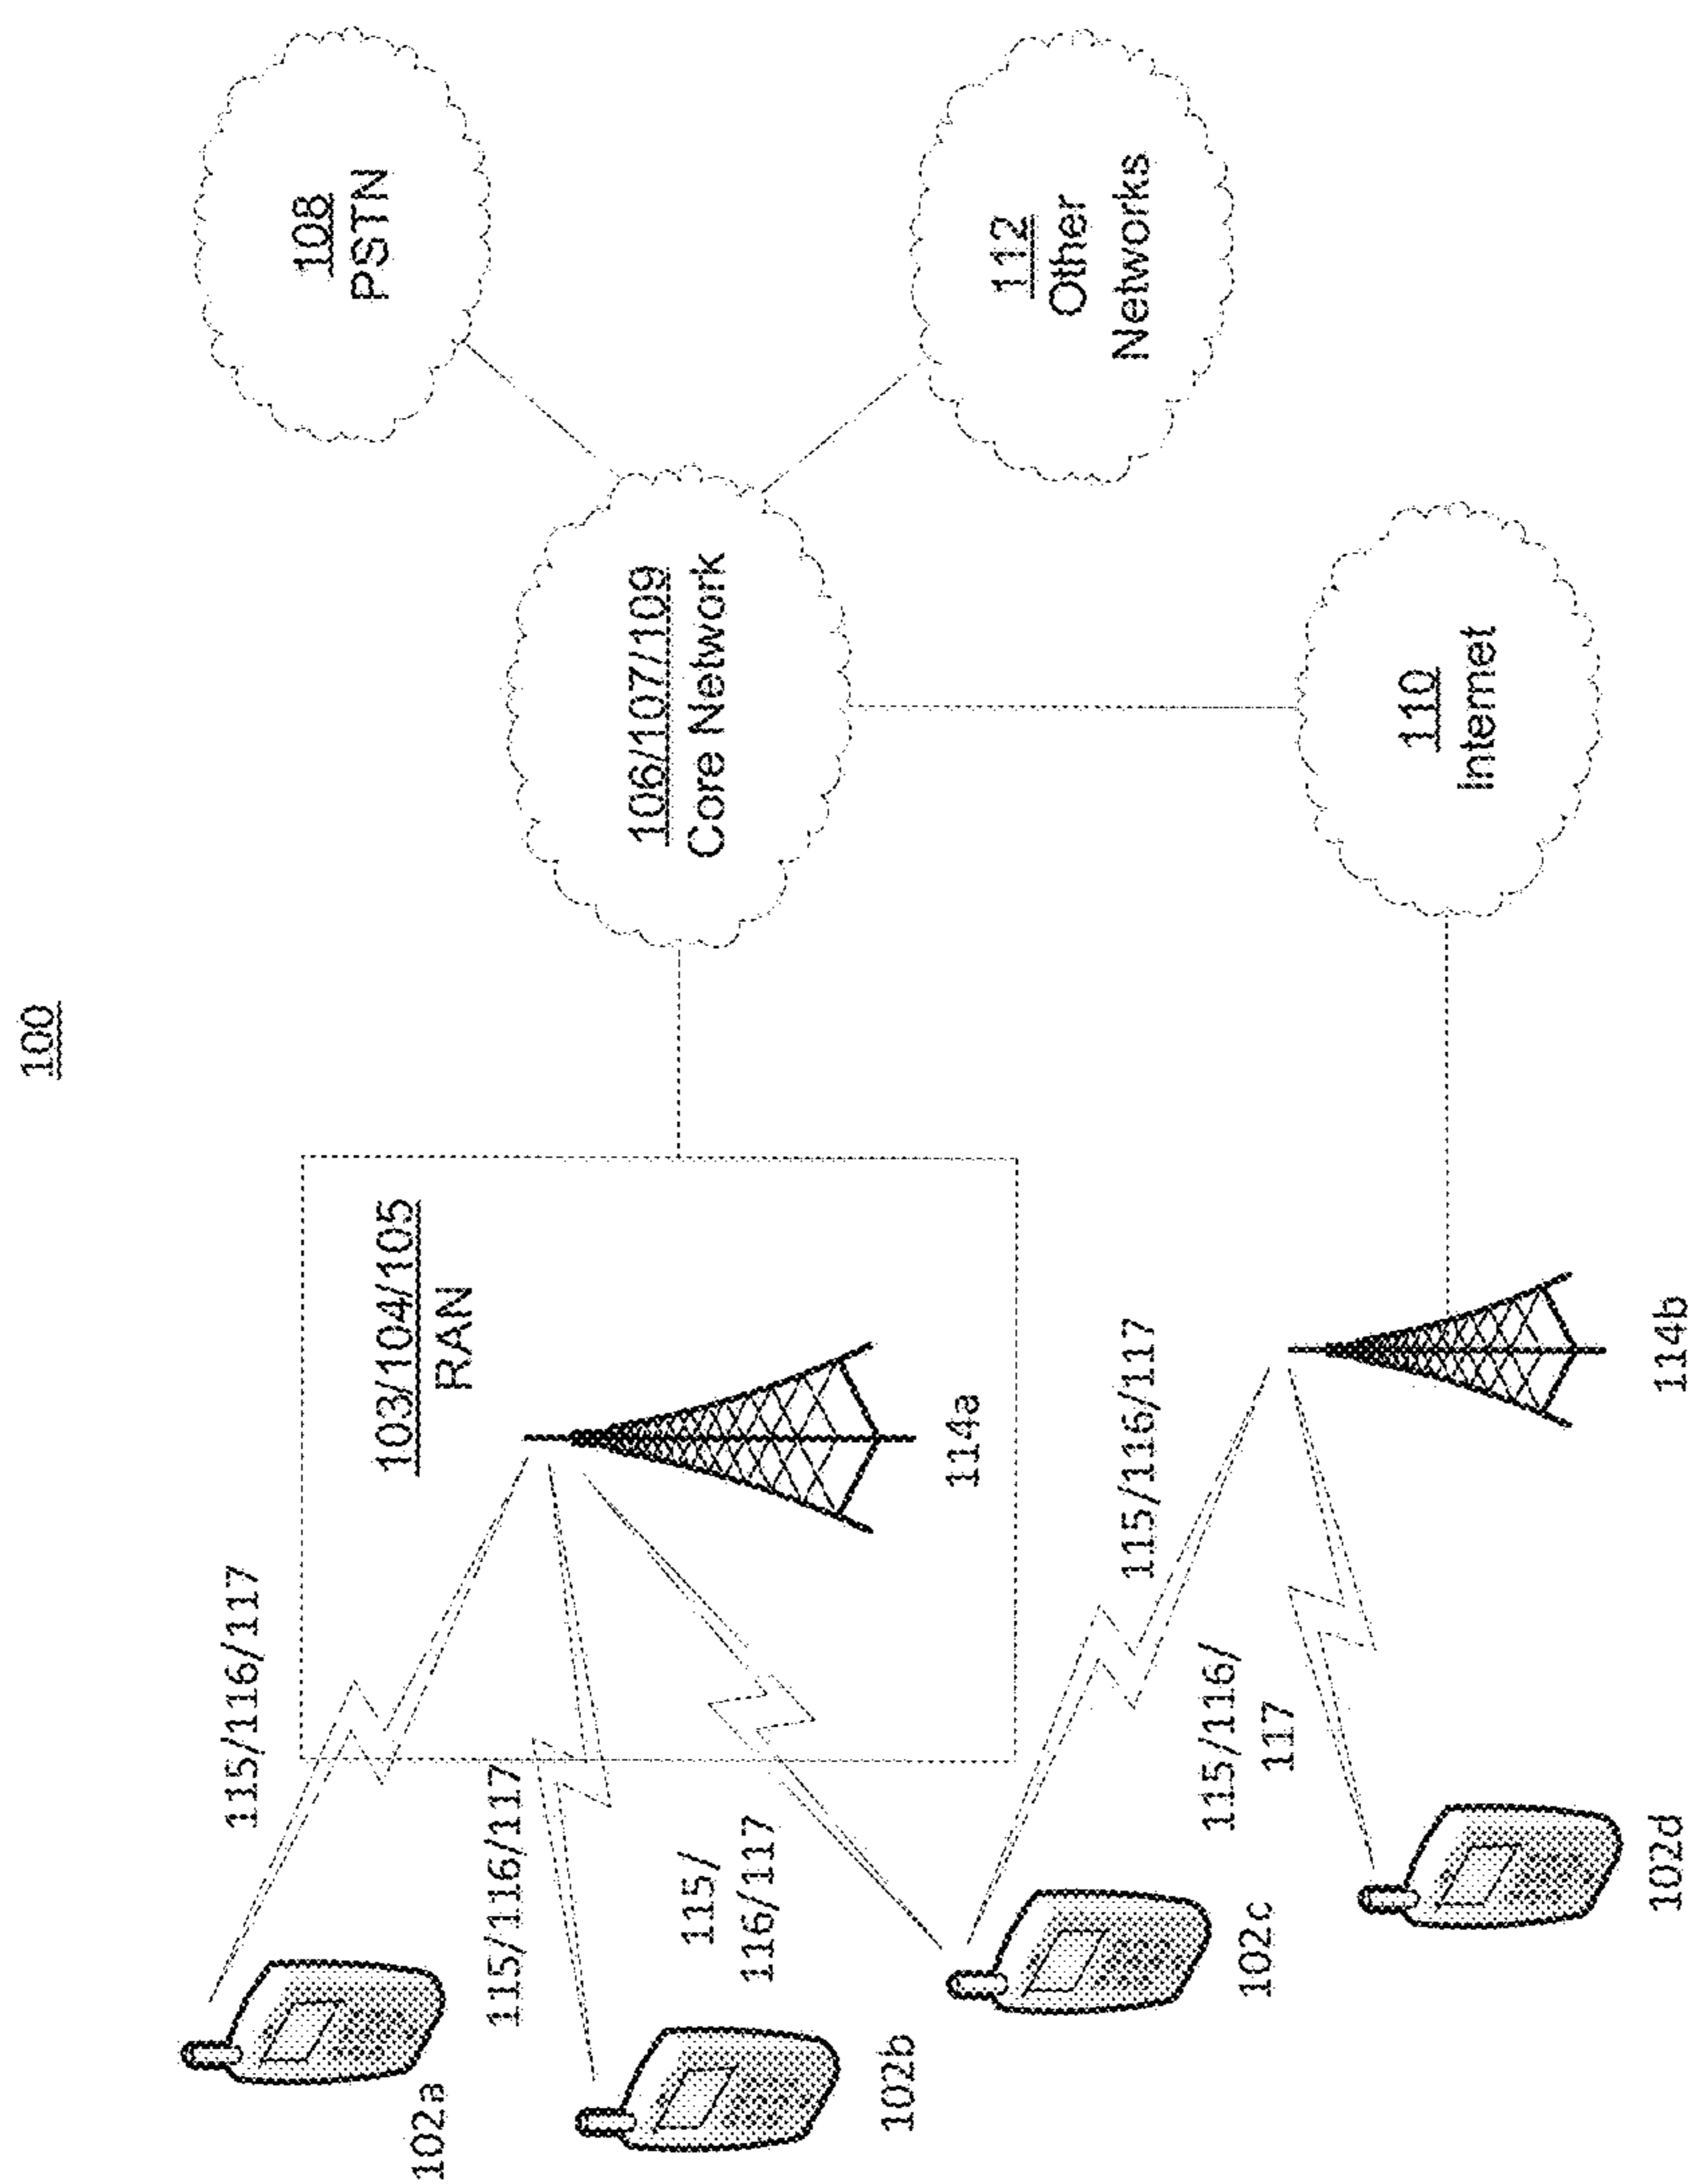 100
115/116/117
103/104/105
RAN
108
PSTN
106/107/109
Core Network
102a
115/116/117
114a
112
Other
Networks
102b
115/
116/117
115/116/117
102c
115/116/
117
110
Internet
102d
114b